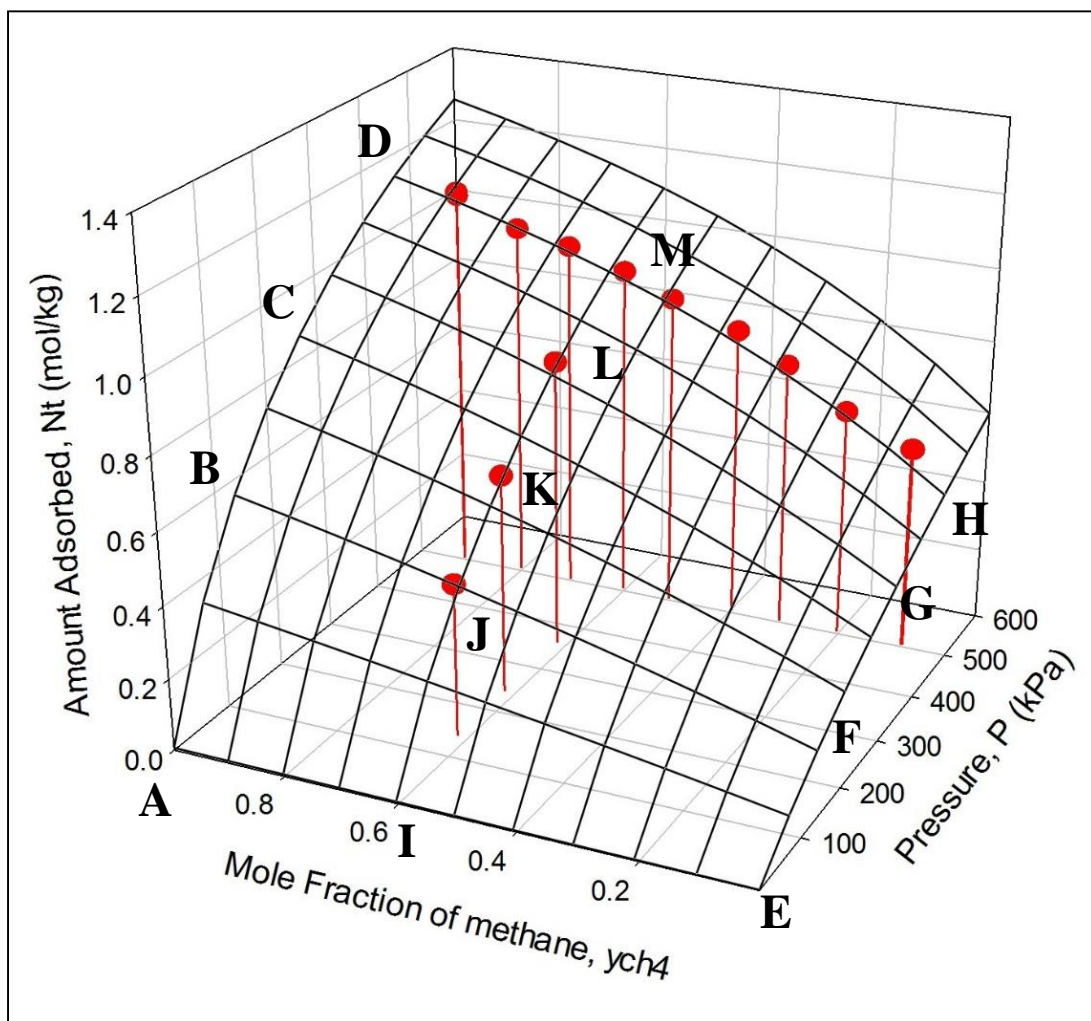 D
M
1.4
C
1.2
L
1.0
B
K
0.8
H
0.6
G
600
J
500
0.4
400
F
300
0.2
200
0.0
100
A
0.8
0.6
I
0.4
0.2
E
Amount Adsorbed, Nt (mol/kg)
Mole Fraction of methane, ych4
Pressure, P (kPa)